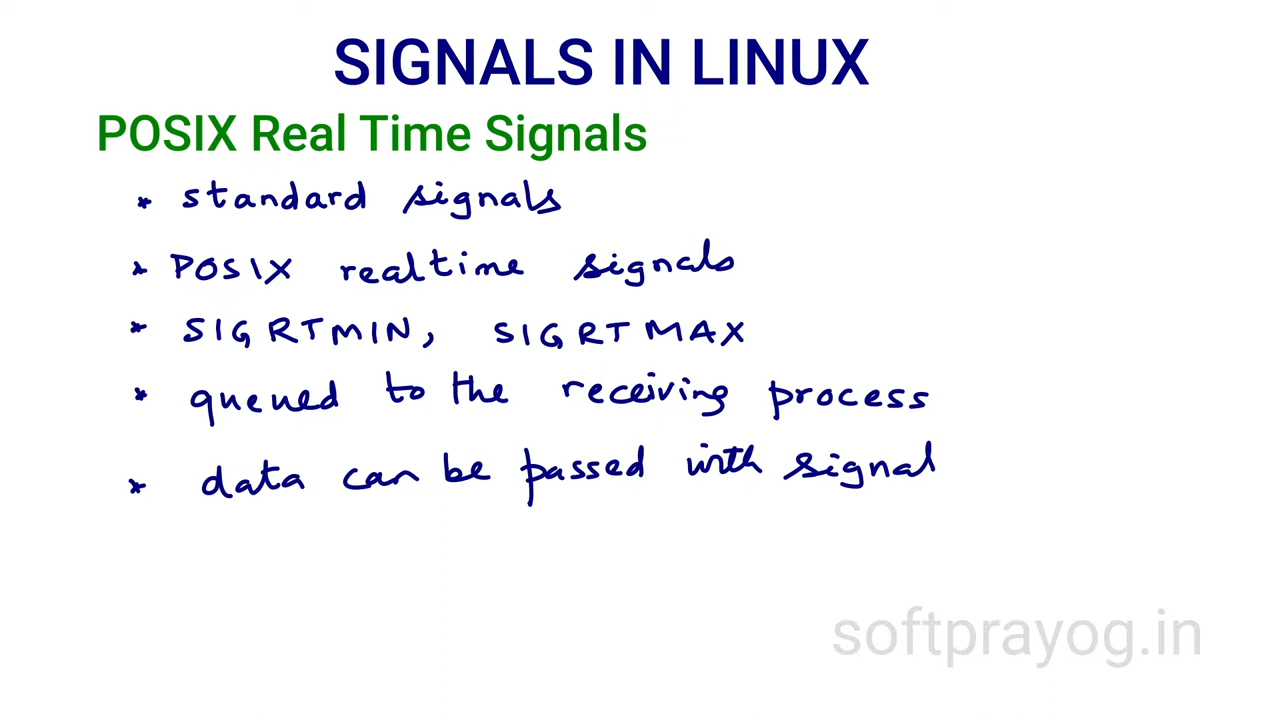 SIGNALS IN LINUX
POSIX Real Time Signals
* standard signals
* POSIX realtime signals
* SIGRTMIN, SIGRTMAX
* queued to the receiving process
* data can be passed with signal
softprayog.in